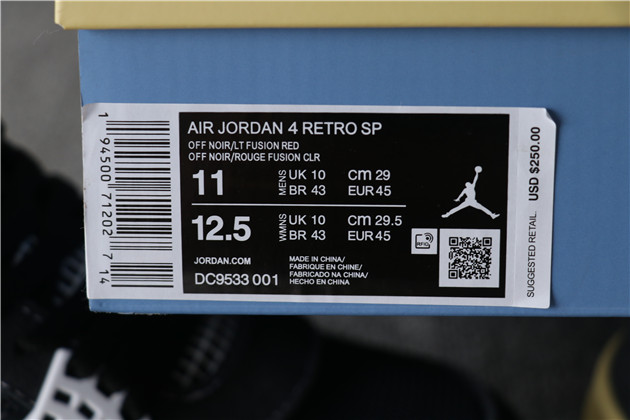 AIR JORDAN 4 RETRO SP
OFF NOIR/LT FUSION RED
OFF NOIR/ROUGE FUSION CLR
11 MENS UK 10 cm 29
BR 43 EUR 45
12.5 WMNS UK 10 cm 29.5
BR 43 EUR 45
JORDAN.COM
DC9533 001
MADE IN CHINA/
FABRIQUE EN CHINE/
FABRICADO NA CHINA/
HECHO EN CHINA
RFID
1 94500 71202 7 14
SUGGESTED RETAIL. USD $250.00